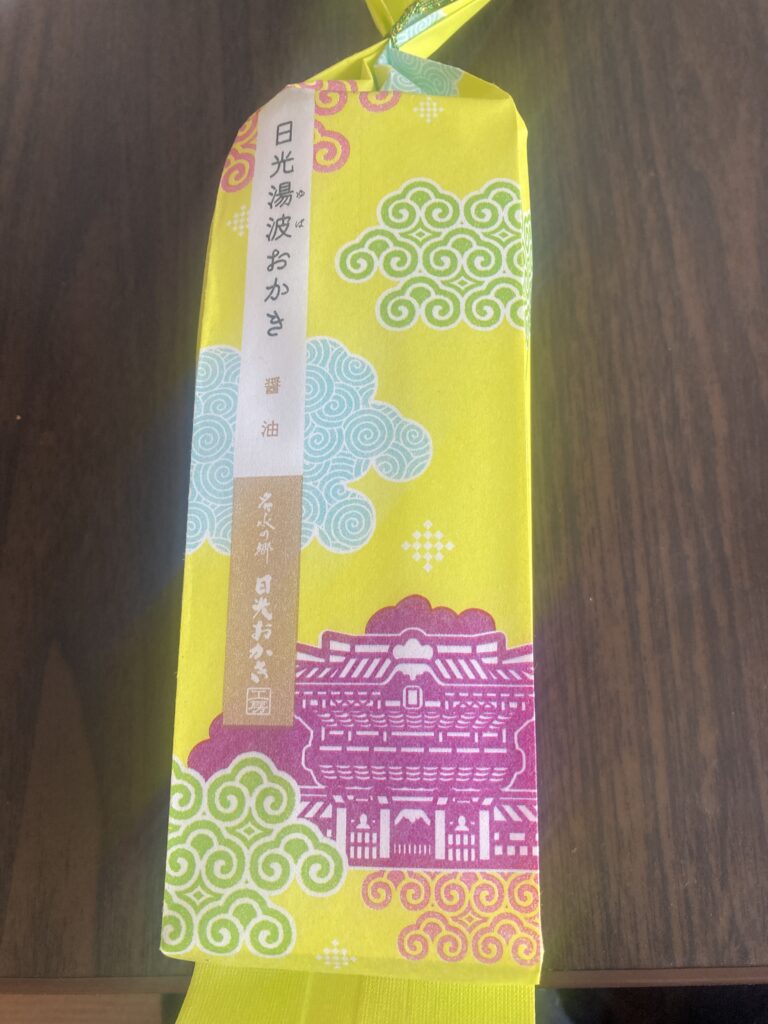 日光湯波おかき
ゆば
醤油
名水の郷
日光おかき
工房